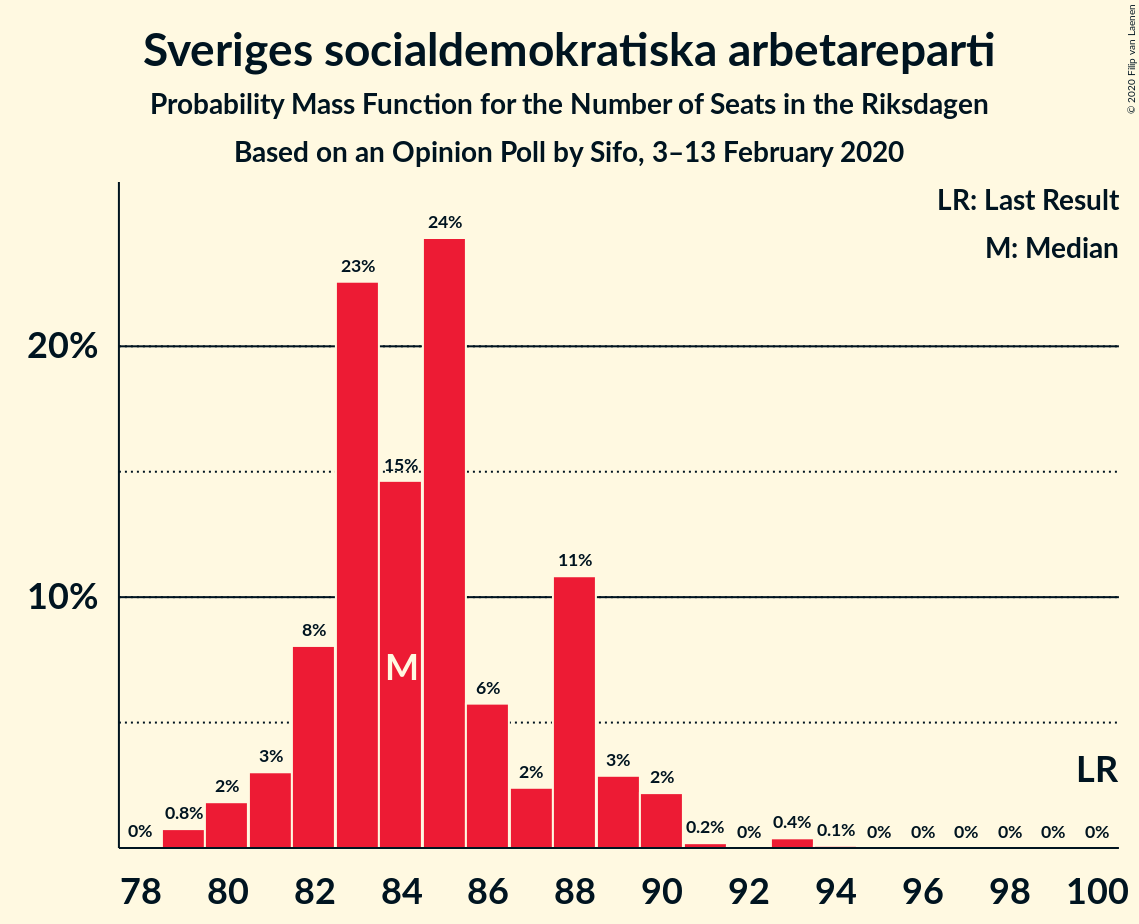 Sveriges socialdemokratiska arbetareparti
Probability Mass Function for the Number of Seats in the Riksdagen
Based on an Opinion Poll by Sifo, 3–13 February 2020
© 2020 Filip van Laenen
LR: Last Result
M: Median
20%
10%
0%
0.8%
2%
3%
8%
23%
15%
24%
6%
2%
11%
3%
2%
0.2%
0%
0.4%
0.1%
0%
0%
0%
0%
0%
0%
M
LR
78 80 82 84 86 88 90 92 94 96 98 100